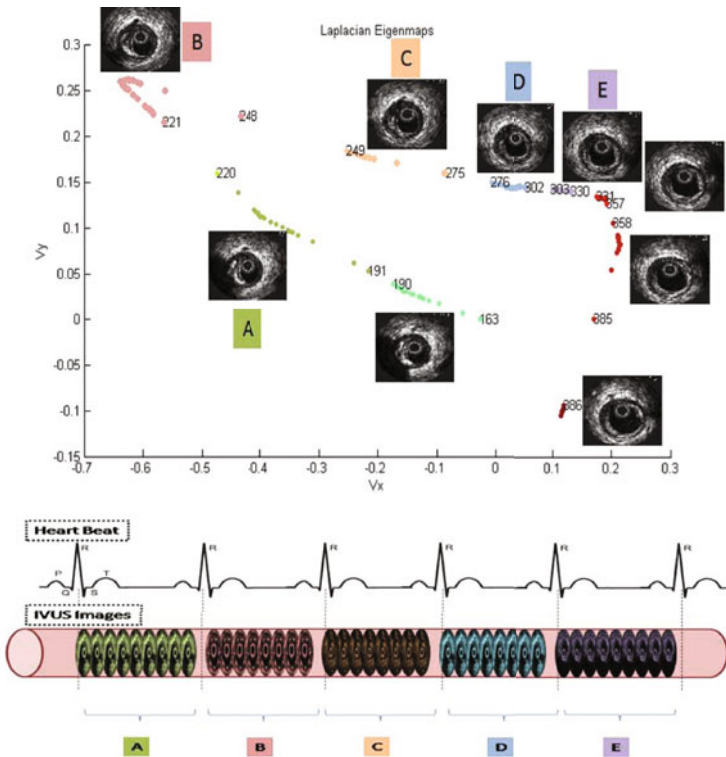 Laplacian Eigenmaps
B
C
D
E
A
0.3
0.25
0.2
0.15
0.1
0.05
0
-0.05
-0.1
-0.15
Vy
221
248
249
275
220
276
302
303
330
331
357
358
191
190
163
385
386
-0.7
-0.6
-0.5
-0.4
-0.3
-0.2
-0.1
0
0.1
0.2
0.3
Vx
Heart Beat
P
Q
R
S
T
R
R
R
R
R
IVUS Images
A
B
C
D
E